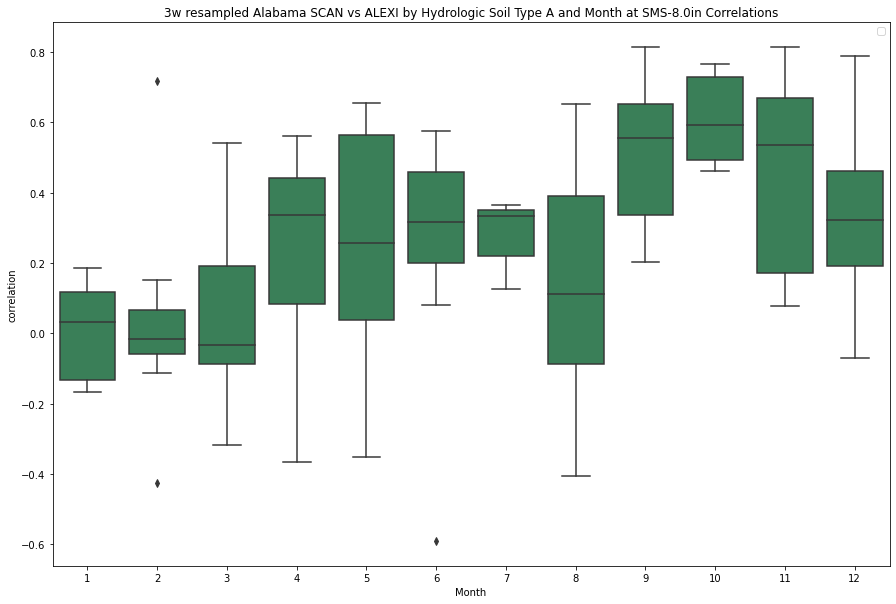 3w resampled Alabama SCAN vs ALEXI by Hydrologic Soil Type A and Month at SMS-8.0in Correlations
0.8
0.6
0.4
0.2
0.0
−0.2
−0.4
−0.6
correlation
1 2 3 4 5 6 7 8 9 10 11 12
Month